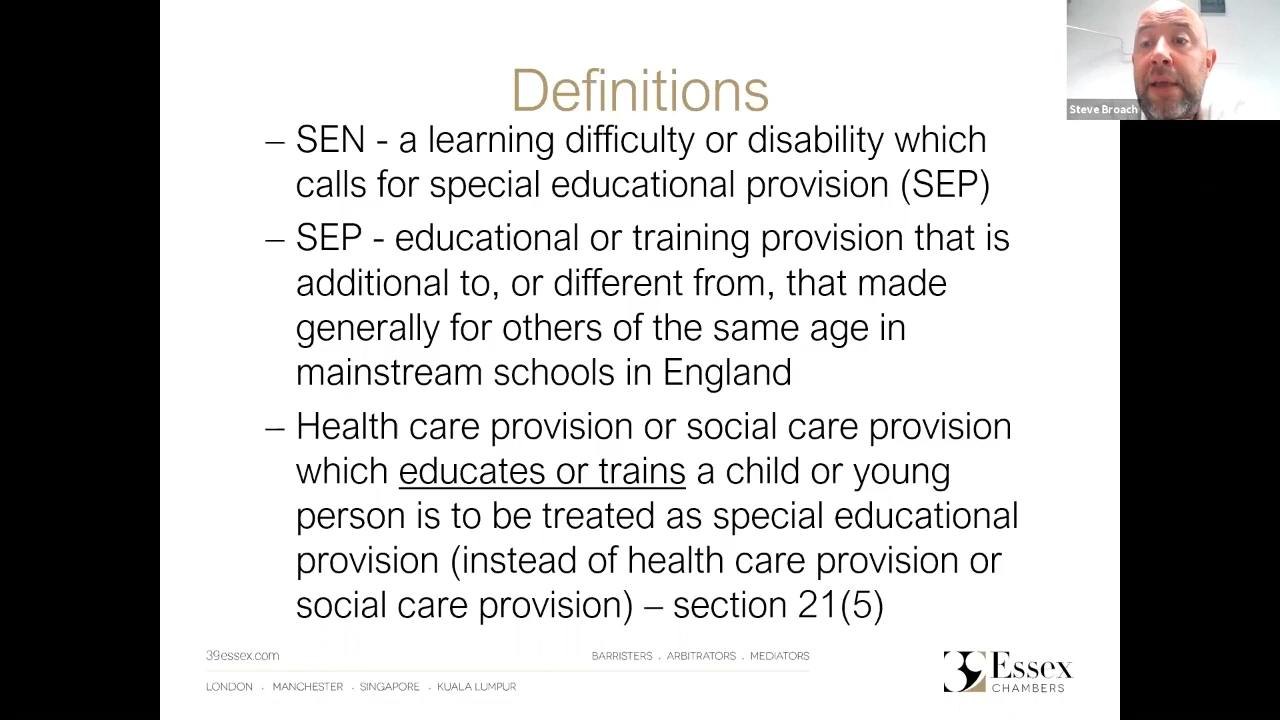 Definitions
– SEN - a learning difficulty or disability which
calls for special educational provision (SEP)
– SEP - educational or training provision that is
additional to, or different from, that made
generally for others of the same age in
mainstream schools in England
– Health care provision or social care provision
which educates or trains a child or young
person is to be treated as special educational
provision (instead of health care provision or
social care provision) – section 21(5)
Steve Broach
39essex.com
BARRISTERS . ARBITRATORS . MEDIATORS
LONDON . MANCHESTER . SINGAPORE . KUALA LUMPUR
39 Essex
CHAMBERS